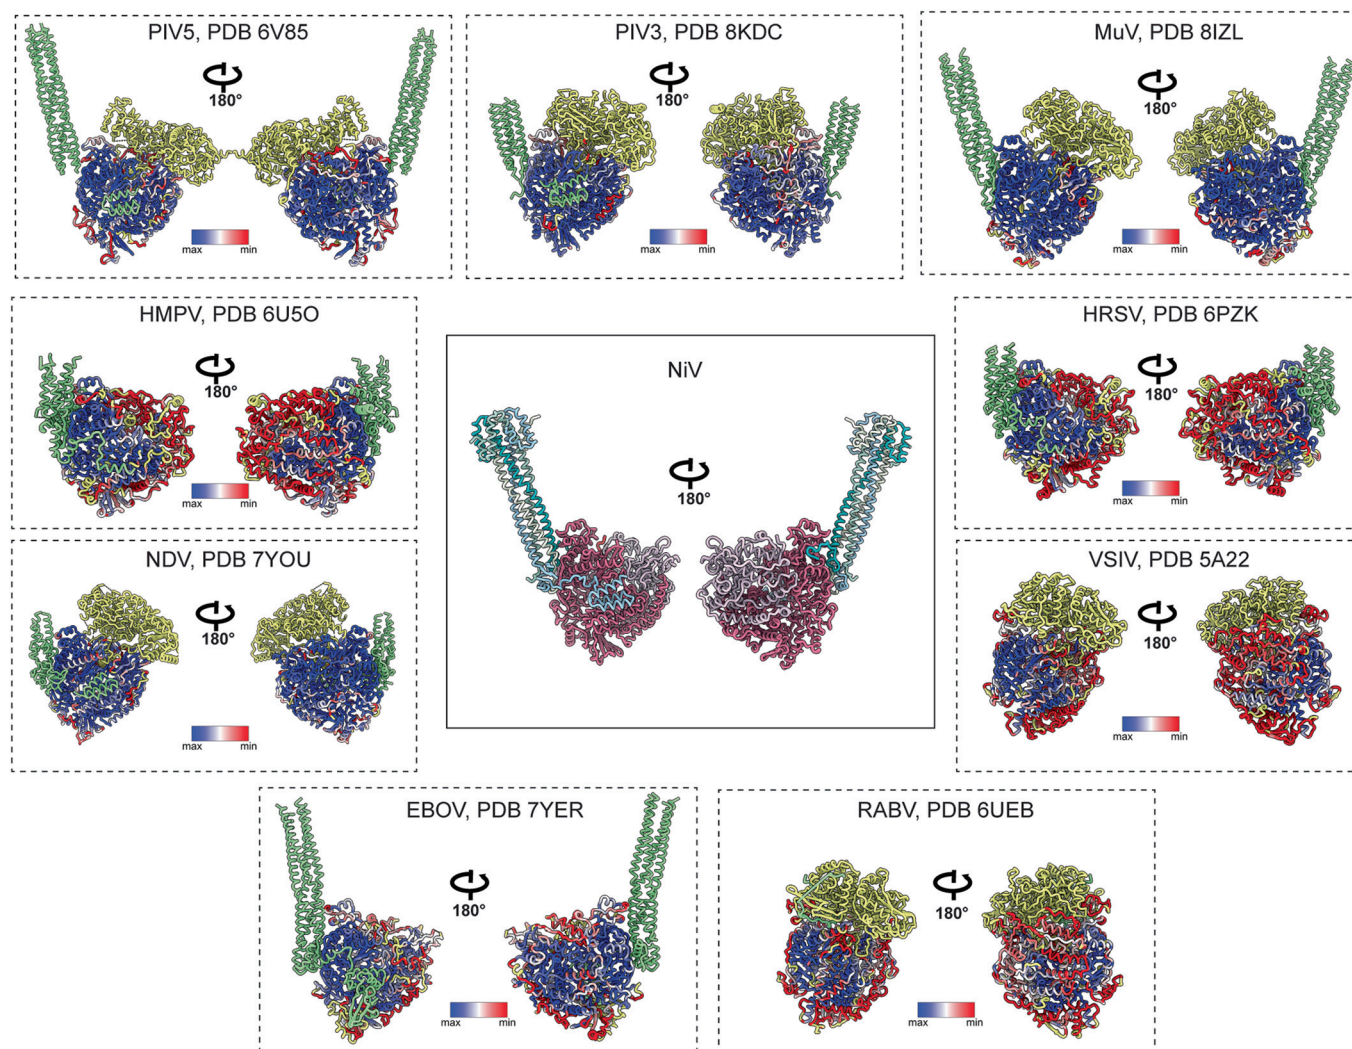 PIV5, PDB 6V85
180°
max min
PIV3, PDB 8KDC
180°
max min
MuV, PDB 8IZL
180°
max min
HMPV, PDB 6U5O
180°
max min
NiV
180°
HRSV, PDB 6PZK
180°
max min
NDV, PDB 7YOU
180°
max min
VSIV, PDB 5A22
180°
max min
EBOV, PDB 7YER
180°
max min
RABV, PDB 6UEB
180°
max min